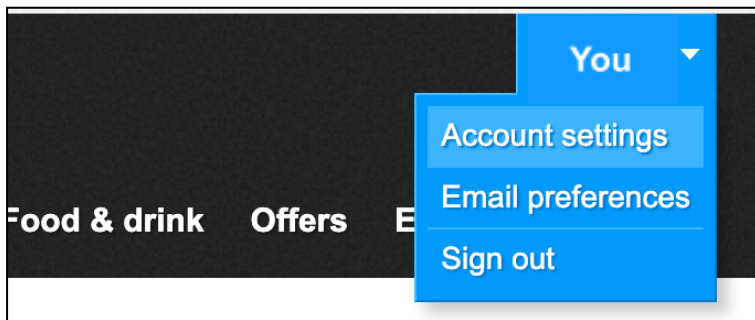 You
Account settings
Email preferences
Food & drink Offers E
Sign out